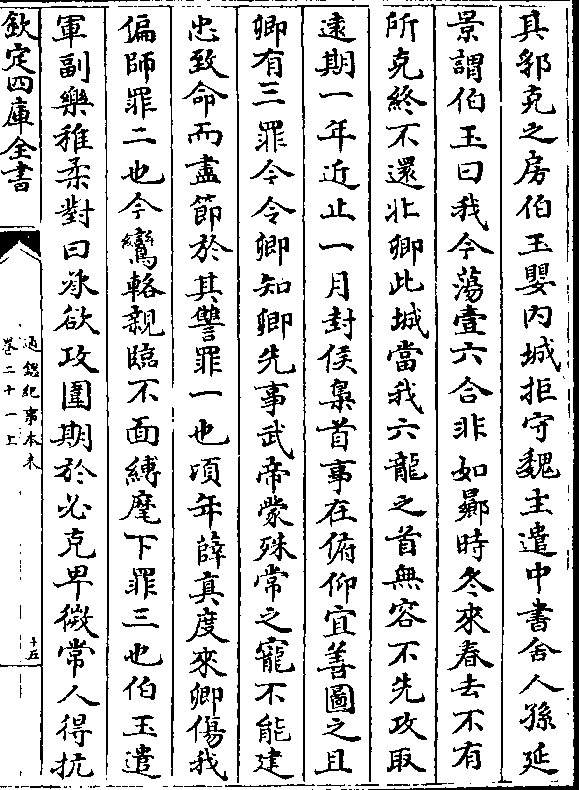 其郛克之房伯玉嬰内城拒守魏主遣中書舍人孫延
景謂伯玉曰我今蕩壹六合非如曏時冬來春去不有
所克終不還北卿此城當我六龍之首無容不先攻取
逺期一年近止一月封侯梟首事在俯仰宜善圖之且
卿有三罪今令卿知卿先事武帝蒙殊常之寵不能建
忠致命而盡節於其讐罪一也頃年薛真度來卿傷我
偏師罪二也今鸞輅親臨不面縛麾下罪三也伯玉遣
軍副樂稚柔對曰承欲攻圍期於必克卑微常人得抗
欽定四庫全書
通鑑紀事本末
卷二十一上
十五